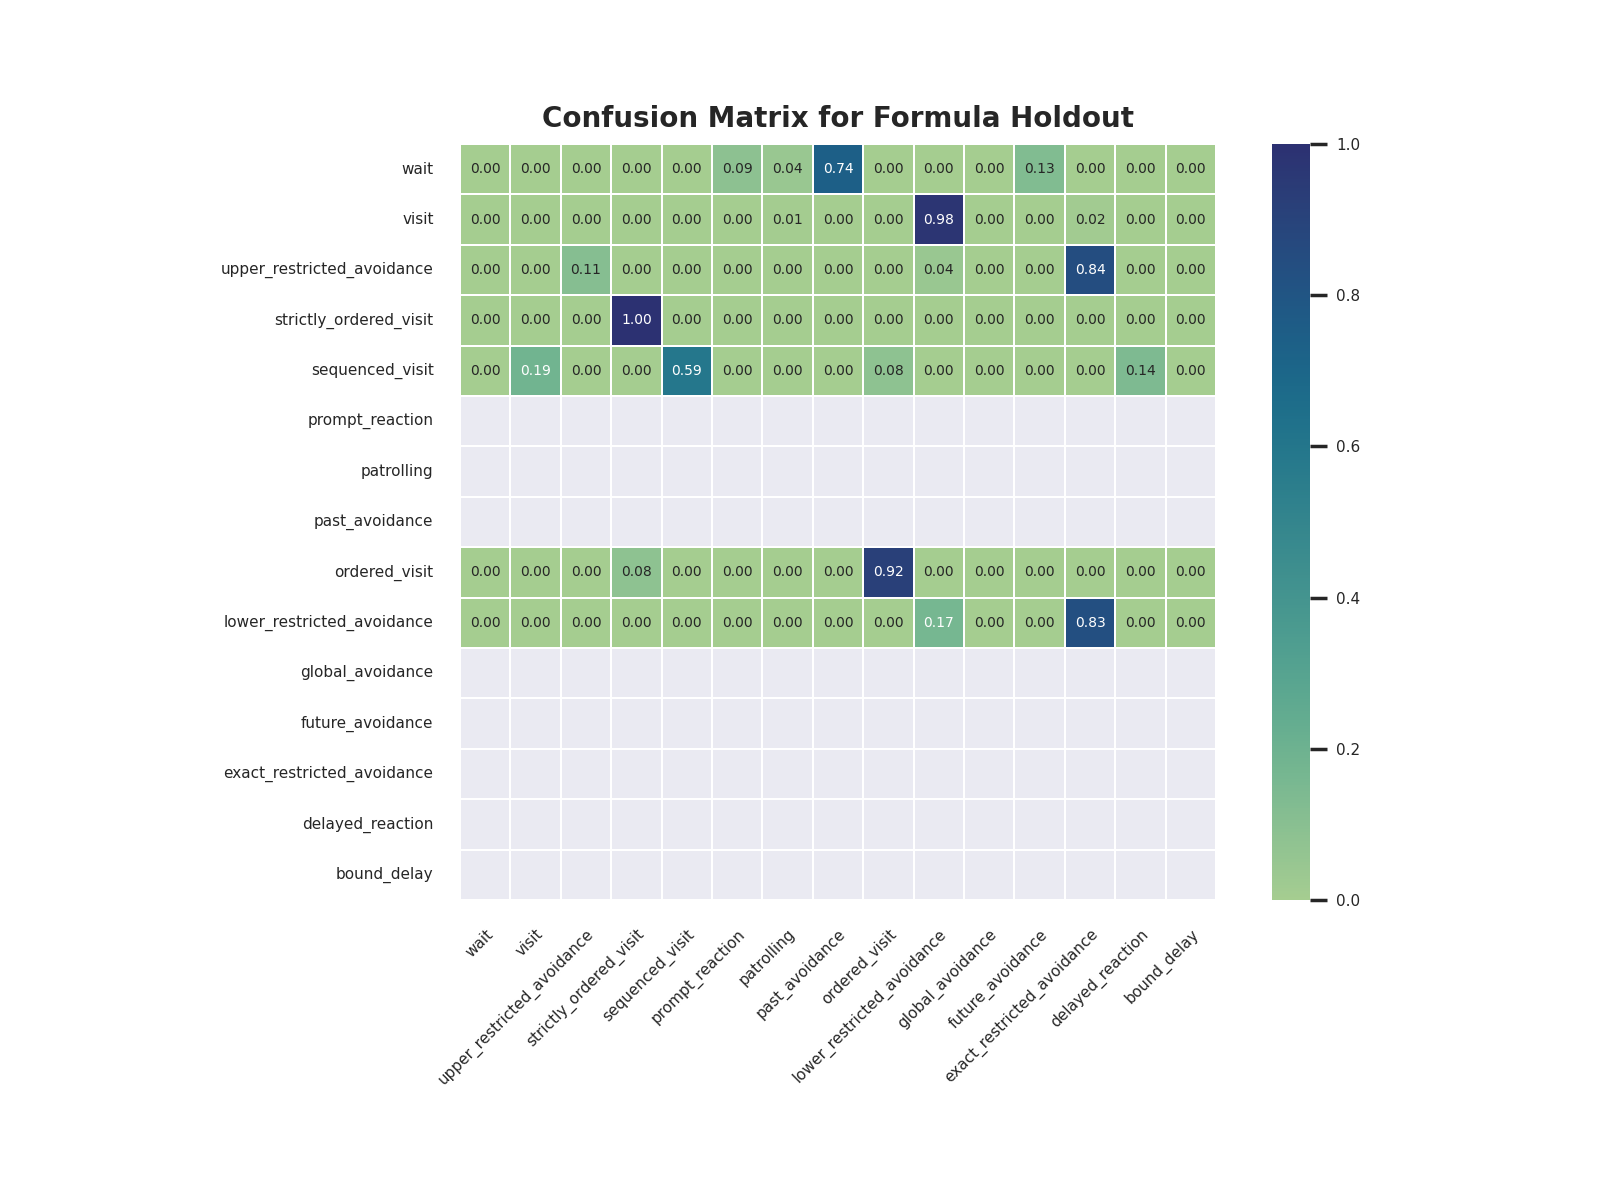 Confusion Matrix for Formula Holdout
wait 0.00 0.00 0.00 0.00 0.00 0.09 0.04 0.74 0.00 0.00 0.00 0.13 0.00 0.00 0.00
visit 0.00 0.00 0.00 0.00 0.00 0.00 0.01 0.00 0.00 0.98 0.00 0.00 0.02 0.00 0.00
upper_restricted_avoidance 0.00 0.00 0.11 0.00 0.00 0.00 0.00 0.00 0.00 0.04 0.00 0.00 0.84 0.00 0.00
strictly_ordered_visit 0.00 0.00 0.00 1.00 0.00 0.00 0.00 0.00 0.00 0.00 0.00 0.00 0.00 0.00 0.00
sequenced_visit 0.00 0.19 0.00 0.00 0.59 0.00 0.00 0.00 0.08 0.00 0.00 0.00 0.00 0.14 0.00
prompt_reaction
patrolling
past_avoidance
ordered_visit 0.00 0.00 0.00 0.08 0.00 0.00 0.00 0.00 0.92 0.00 0.00 0.00 0.00 0.00 0.00
lower_restricted_avoidance 0.00 0.00 0.00 0.00 0.00 0.00 0.00 0.00 0.00 0.17 0.00 0.00 0.83 0.00 0.00
global_avoidance
future_avoidance
exact_restricted_avoidance
delayed_reaction
bound_delay
wait
visit
upper_restricted_avoidance
strictly_ordered_visit
sequenced_visit
prompt_reaction
patrolling
past_avoidance
ordered_visit
lower_restricted_avoidance
global_avoidance
future_avoidance
exact_restricted_avoidance
delayed_reaction
bound_delay
1.0
0.8
0.6
0.4
0.2
0.0